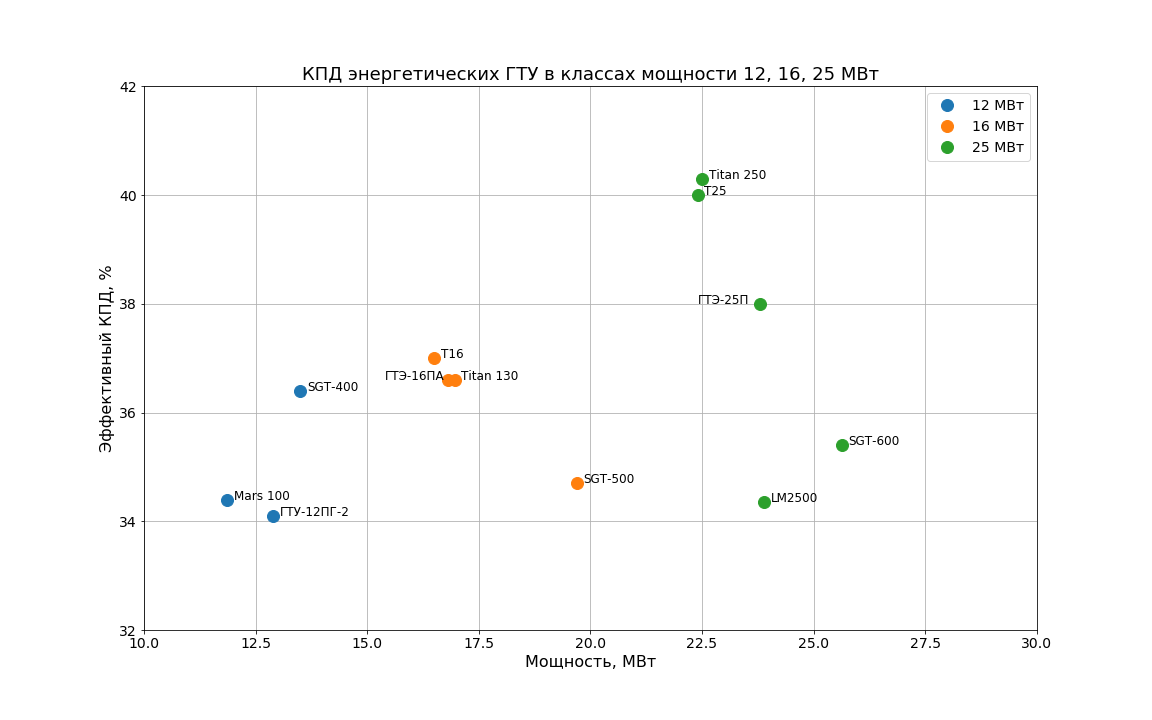 КПД энергетических ГТУ в классах мощности 12, 16, 25 МВт
42
40
38
36
34
32
Эффективный КПД, %
12 МВт
16 МВт
25 МВт
Titan 250
T25
ГТЭ-25П
T16
ГТЭ-16ПА
Titan 130
SGT-400
SGT-600
SGT-500
Mars 100
LM2500
ГТУ-12ПГ-2
10.0
12.5
15.0
17.5
20.0
22.5
25.0
27.5
30.0
Мощность, МВт